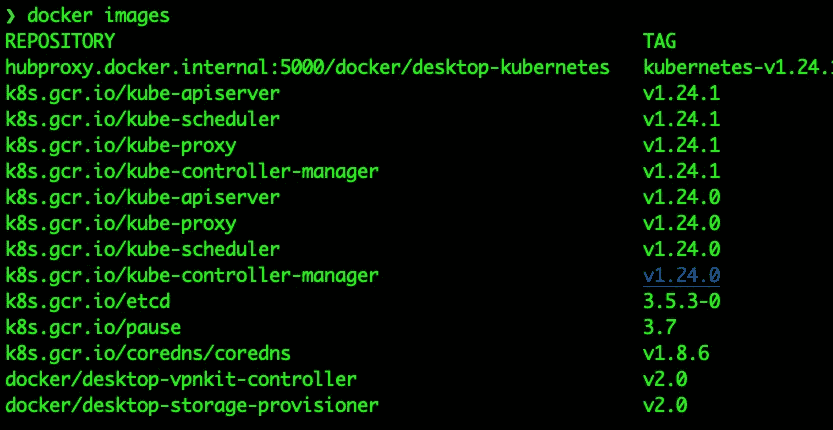 ❯ docker images
REPOSITORY TAG
hubproxy.docker.internal:5000/docker/desktop-kubernetes kubernetes-v1.24.
k8s.gcr.io/kube-apiserver v1.24.1
k8s.gcr.io/kube-scheduler v1.24.1
k8s.gcr.io/kube-proxy v1.24.1
k8s.gcr.io/kube-controller-manager v1.24.1
k8s.gcr.io/kube-apiserver v1.24.0
k8s.gcr.io/kube-proxy v1.24.0
k8s.gcr.io/kube-scheduler v1.24.0
k8s.gcr.io/kube-controller-manager v1.24.0
k8s.gcr.io/etcd 3.5.3-0
k8s.gcr.io/pause 3.7
k8s.gcr.io/coredns/coredns v1.8.6
docker/desktop-vpnkit-controller v2.0
docker/desktop-storage-provisioner v2.0